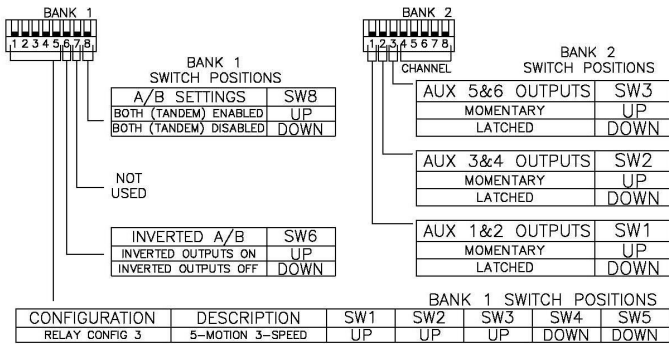 BANK 1
1 2 3 4 5 6 7 8
BANK 1
SWITCH POSITIONS
A/B SETTINGS SW8
BOTH (TANDEM) ENABLED UP
BOTH (TANDEM) DISABLED DOWN
NOT
USED
INVERTED A/B SW6
INVERTED OUTPUTS ON UP
INVERTED OUTPUTS OFF DOWN
BANK 2
1 2 3 4 5 6 7 8
CHANNEL
BANK 2
SWITCH POSITIONS
AUX 5&6 OUTPUTS SW3
MOMENTARY UP
LATCHED DOWN
AUX 3&4 OUTPUTS SW2
MOMENTARY UP
LATCHED DOWN
AUX 1&2 OUTPUTS SW1
MOMENTARY UP
LATCHED DOWN
BANK 1 SWITCH POSITIONS
CONFIGURATION DESCRIPTION SW1 SW2 SW3 SW4 SW5
RELAY CONFIG 3 5-MOTION 3-SPEED UP UP UP DOWN DOWN